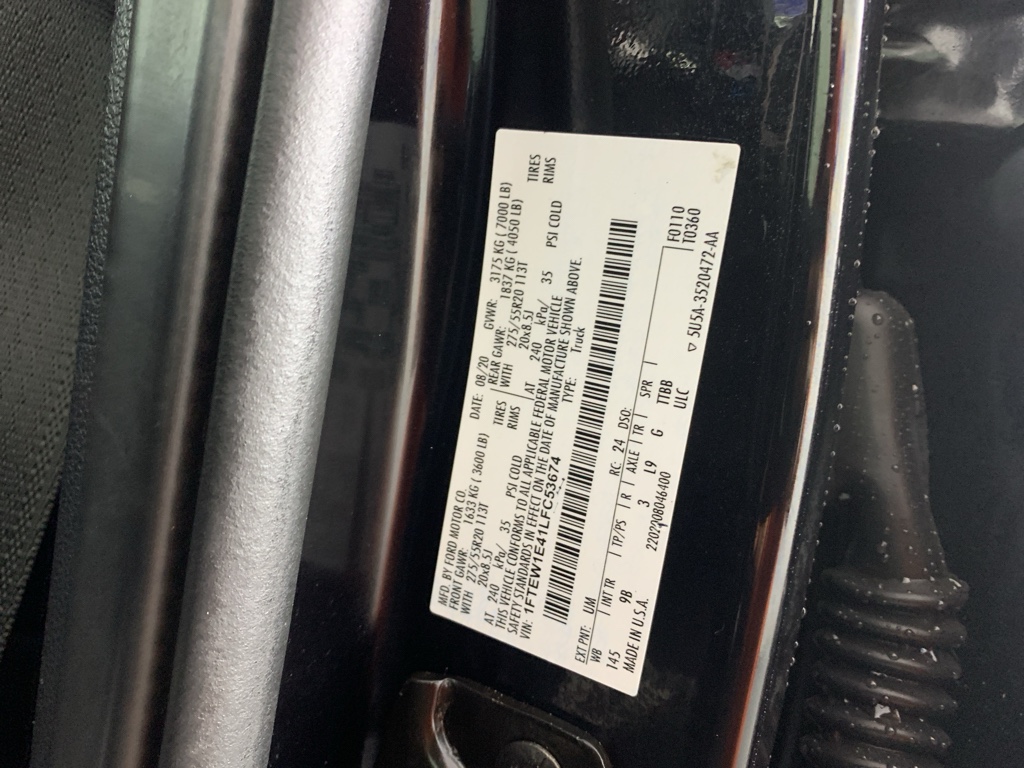 MFD. BY FORD MOTOR CO. DATE: 08/20 GVWR: 3175 KG ( 7000 LB)
FRONT GAWR: 1633 KG ( 3600 LB) REAR GAWR: 1837 KG ( 4050 LB)
WITH 275/55R20 113T TIRES WITH 275/55R20 113T TIRES
20x8.5J RIMS 20x8.5J RIMS
AT 240 kPa/ 35 PSI COLD AT 240 kPa/ 35 PSI COLD
THIS VEHICLE CONFORMS TO ALL APPLICABLE FEDERAL MOTOR VEHICLE
SAFETY STANDARDS IN EFFECT ON THE DATE OF MANUFACTURE SHOWN ABOVE.
VIN: 1FTEW1E41LFC53674 TYPE: Truck
EXT PNT: UM RC: 24 DSO: F0110
WB INT TR TP/PS R AXLE TR SPR T0360
145 9B 3 L9 G TTBB
MADE IN U.S.A. 2202208046400 ULC ▽ 5U5A-3520472-AA